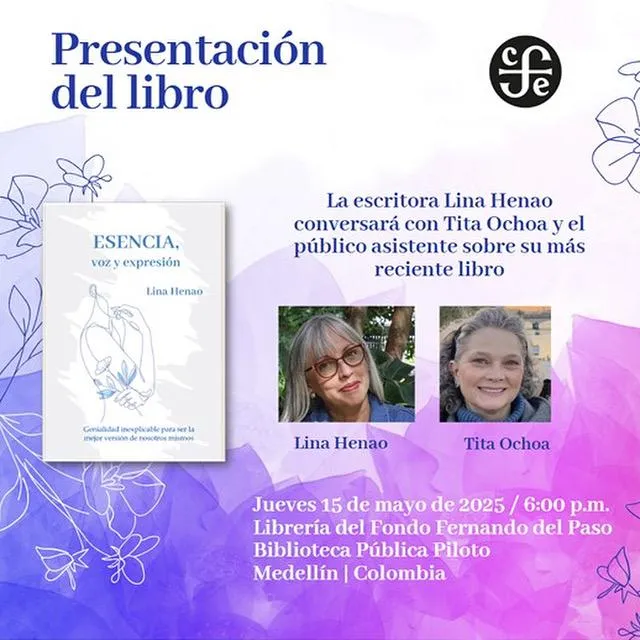 Presentación
del libro
cfe
La escritora Lina Henao
conversará con Tita Ochoa y el
público asistente sobre su más
reciente libro
ESENCIA,
voz y expresión
Lina Henao
Genialidad inexplicable para ser la
mejor versión de nosotros mismos
Lina Henao
Tita Ochoa
Jueves 15 de mayo de 2025 / 6:00 p.m.
Librería del Fondo Fernando del Paso
Biblioteca Pública Piloto
Medellín | Colombia